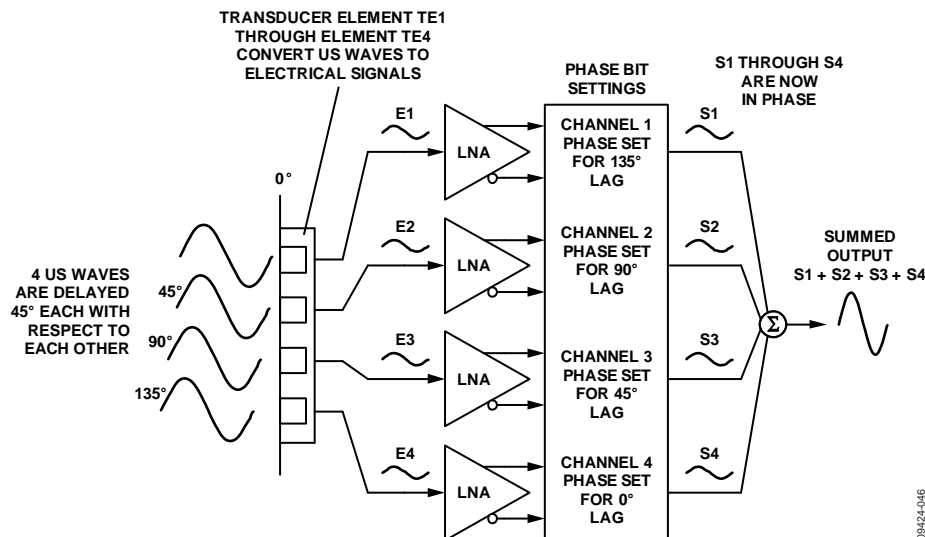 TRANSDUCER ELEMENT TE1
THROUGH ELEMENT TE4
CONVERT US WAVES TO
ELECTRICAL SIGNALS
PHASE BIT
SETTINGS
S1 THROUGH S4
ARE NOW
IN PHASE
0°
4 US WAVES
ARE DELAYED
45° EACH WITH
RESPECT TO
EACH OTHER
45°
90°
135°
E1
LNA
CHANNEL 1
PHASE SET
FOR 135°
LAG
S1
E2
LNA
CHANNEL 2
PHASE SET
FOR 90°
LAG
S2
E3
LNA
CHANNEL 3
PHASE SET
FOR 45°
LAG
S3
E4
LNA
CHANNEL 4
PHASE SET
FOR 0°
LAG
S4
Σ
SUMMED
OUTPUT
S1 + S2 + S3 + S4
09424-046